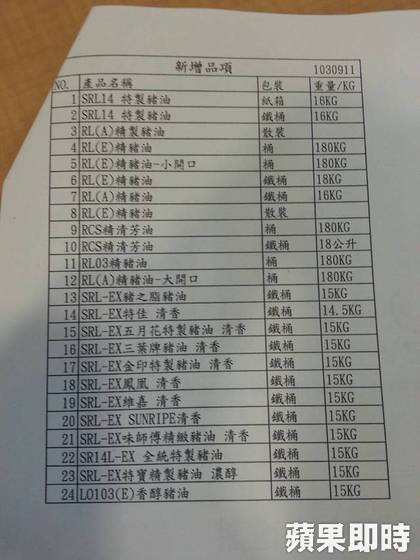 新增品項 1030911
NO. 產品名稱 包裝 重量/KG
1 SRL14 特製豬油 紙箱 16KG
2 SRL14 特製豬油 鐵桶 16KG
3 RL(A)精製豬油 散裝
4 RL(E)精豬油 桶 180KG
5 RL(E)精豬油-小開口 桶 180KG
6 RL(E)精豬油 鐵桶 18KG
7 RL(A)精豬油 鐵桶 16KG
8 RL(E)精豬油 散裝
9 RCS精清芳油 桶 180KG
10 RCS精清芳油 鐵桶 18公升
11 RL03精豬油 桶 180KG
12 RL(A)精豬油-大開口 桶 180KG
13 SRL-EX豬之脂豬油 鐵桶 15KG
14 SRL-EX特佳 清香 鐵桶 14.5KG
15 SRL-EX五月花特製豬油 清香 鐵桶 15KG
16 SRL-EX三葉牌豬油 清香 鐵桶 15KG
17 SRL-EX金印特製豬油 清香 鐵桶 15KG
18 SRL-EX鳳凰 清香 鐵桶 15KG
19 SRL-EX維嘉 清香 鐵桶 15KG
20 SRL-EX SUNRIPE清香 鐵桶 15KG
21 SRL-EX味師傅精緻豬油 清香 鐵桶 15KG
22 SR14L-EX 全統特製豬油 鐵桶 15KG
23 SRL-EX特寶精製豬油 濃醇 鐵桶 15KG
24 LO103(E)香醇豬油 鐵桶 15KG
蘋果即時